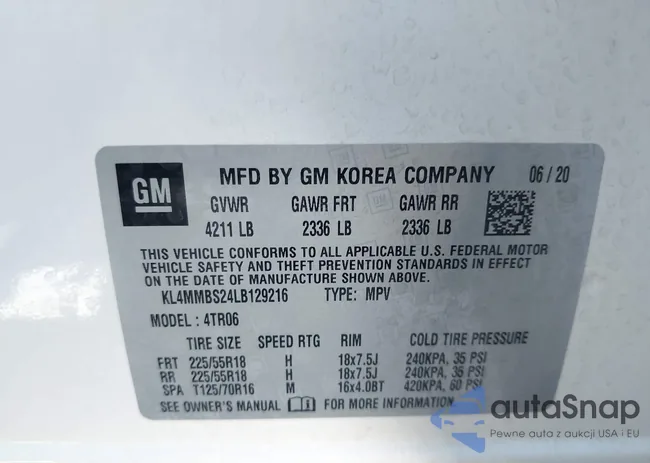 GM MFD BY GM KOREA COMPANY 06/20
GVWR GAWR FRT GAWR RR
4211 LB 2336 LB 2336 LB
THIS VEHICLE CONFORMS TO ALL APPLICABLE U.S. FEDERAL MOTOR
VEHICLE SAFETY AND THEFT PREVENTION STANDARDS IN EFFECT
ON THE DATE OF MANUFACTURE SHOWN ABOVE.
KL4MMBS24LB129216 TYPE: MPV
MODEL: 4TR06
TIRE SIZE SPEED RTG RIM COLD TIRE PRESSURE
FRT 225/55R18 H 18x7.5J 240KPA, 35 PSI
RR 225/55R18 H 18x7.5J 240KPA, 35 PSI
SPA T125/70R16 M 16x4.0BT 420KPA, 60 PSI
SEE OWNER'S MANUAL FOR MORE INFORMATION
autoSnap
Pewne auta z aukcji USA i EU